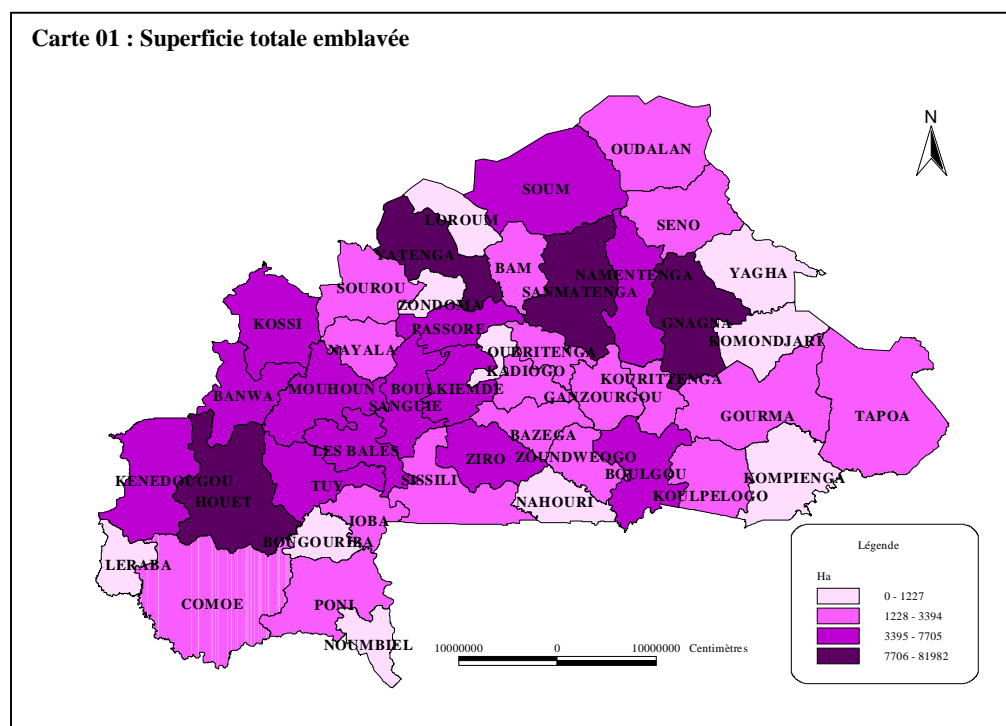 Carte 01 : Superficie totale emblavée
N
OUDALAN
SOUM
LOROUM
SENO
YATENGA
BAM
NAMENTENGA
YAGHA
SOUROU
SANMATENGA
ZONDOMA
KOSSI
PASSORE
GNAGNA
KOMONDJARI
NAYALA
OUBRITENGA
KADIOGO
KOURITTENGA
BANWA
MOUHOUN
BOULKIEMDE
SANGUIE
GANZOURGOU
GOURMA
TAPOA
BAZEGA
LES BALES
ZIRO
ZOUNDWEOGO
KENEDOUGOU
TUY
SISSILI
BOULGOU
KOMPIENGA
HOUET
NAHOURI
KOULPELOGO
IOBA
BOUGOURIBA
LERABA
COMOE
PONI
NOUMBIEL
10000000 0 10000000 Centimètres
Légende
Ha
0 - 1227
1228 - 3394
3395 - 7705
7706 - 81982